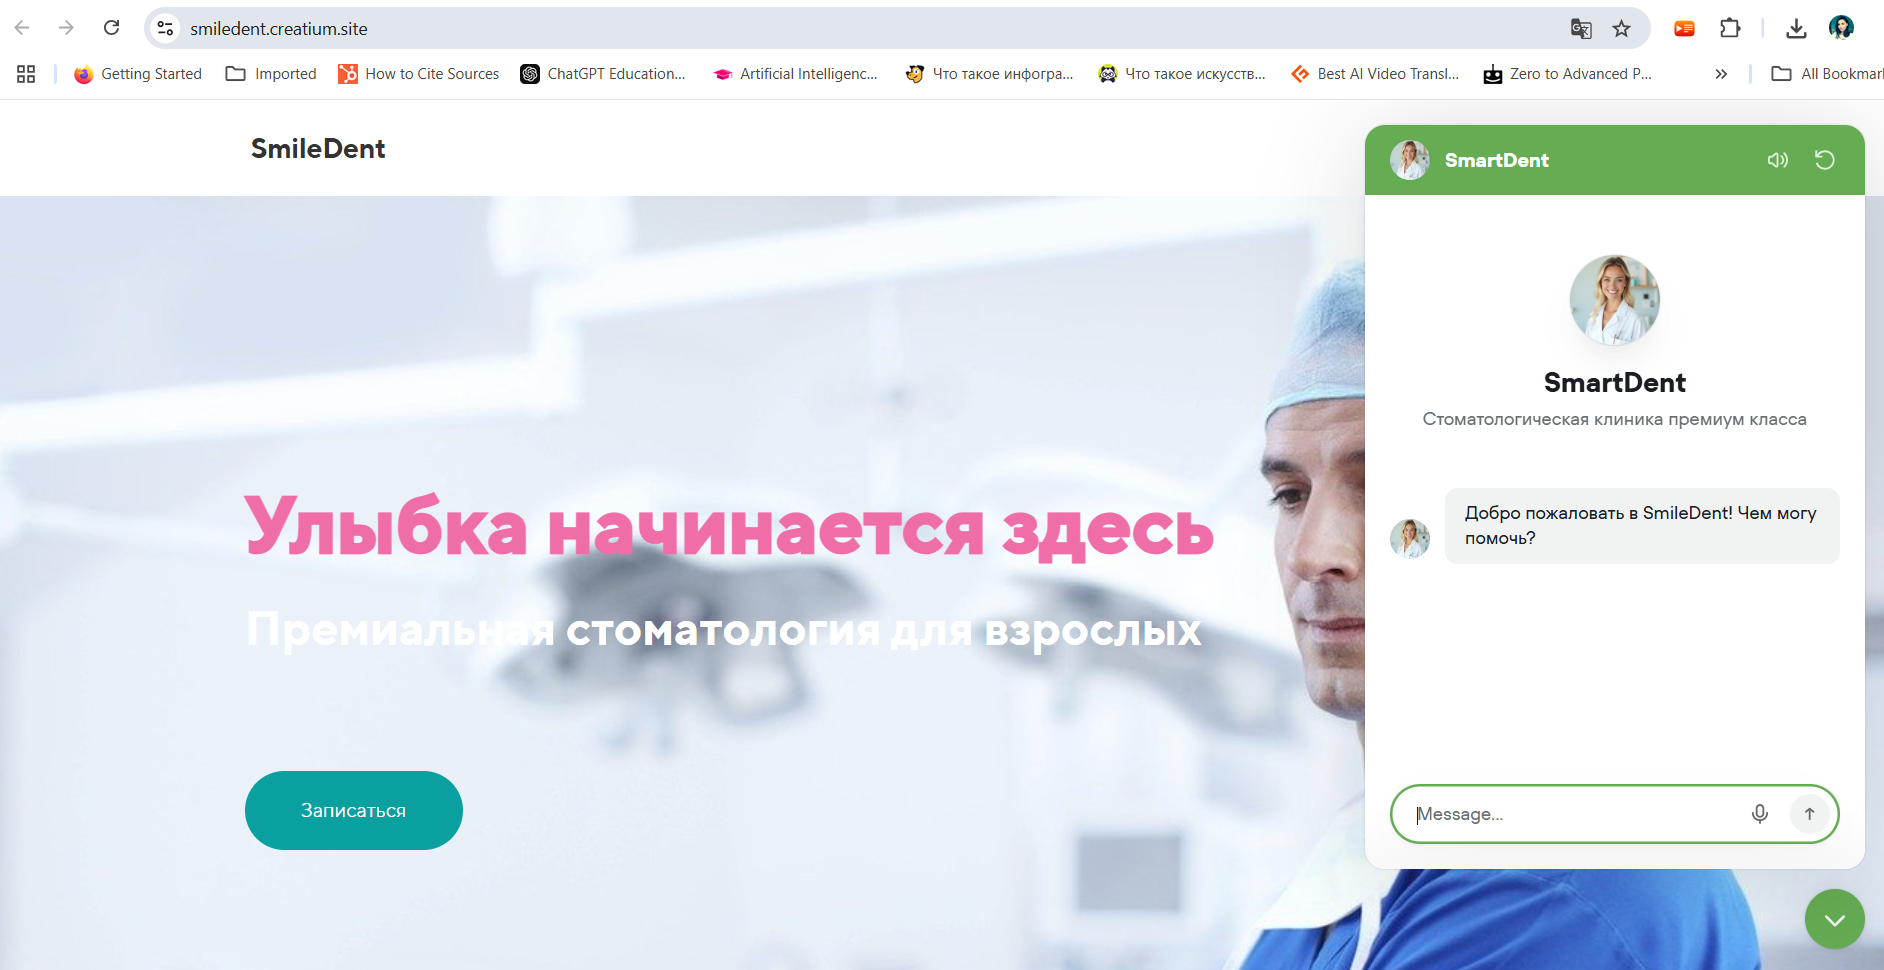 smiledent.creatium.site
Getting Started
Imported
How to Cite Sources
ChatGPT Education...
Artificial Intelligenc...
Что такое инфогра...
Что такое искусств...
Best AI Video Transl...
Zero to Advanced P...
All Bookmar
SmileDent
Улыбка начинается здесь
Премиальная стоматология для взрослых
Записаться
SmartDent
SmartDent
Стоматологическая клиника премиум класса
Добро пожаловать в SmileDent! Чем могу
помочь?
Message...